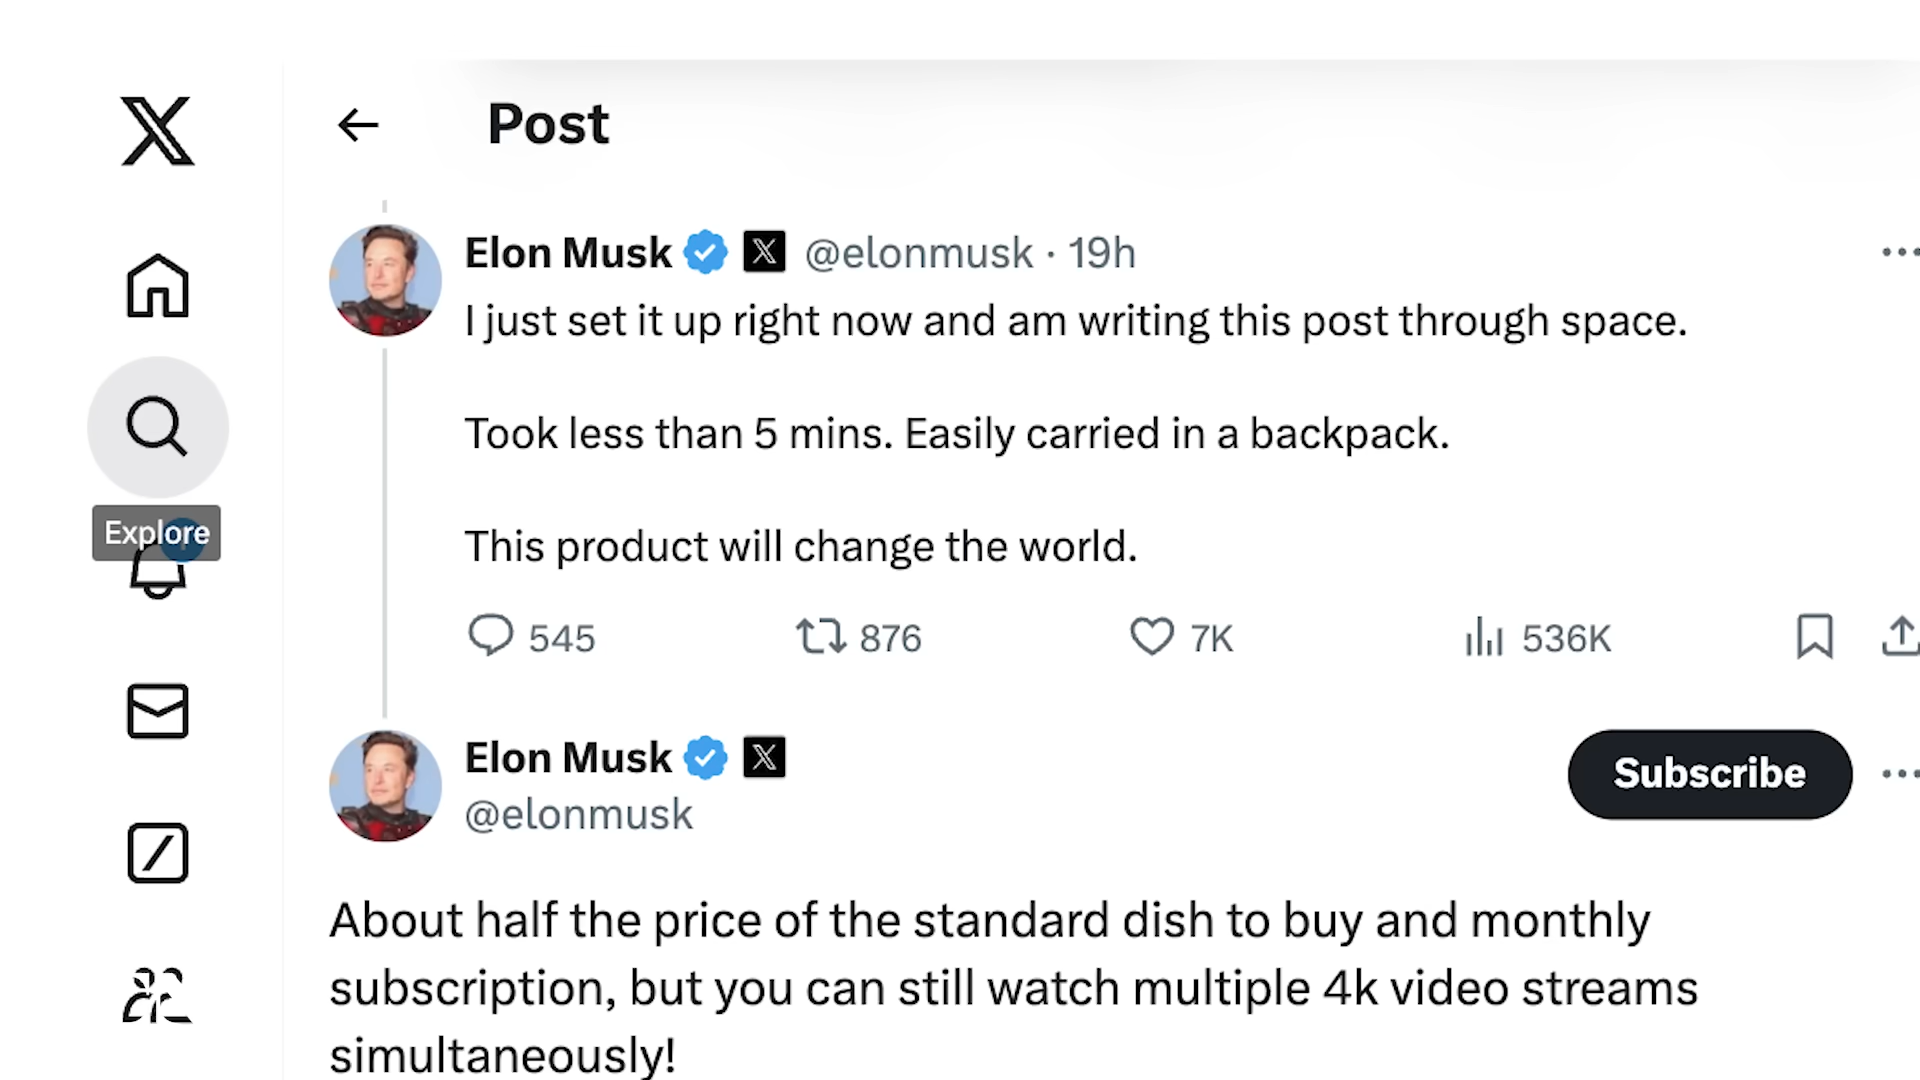 Post
Elon Musk @elonmusk · 19h
I just set it up right now and am writing this post through space.
Took less than 5 mins. Easily carried in a backpack.
Explore
This product will change the world.
545 876 7K 536K
Elon Musk
Subscribe
@elonmusk
About half the price of the standard dish to buy and monthly
subscription, but you can still watch multiple 4k video streams
simultaneously!